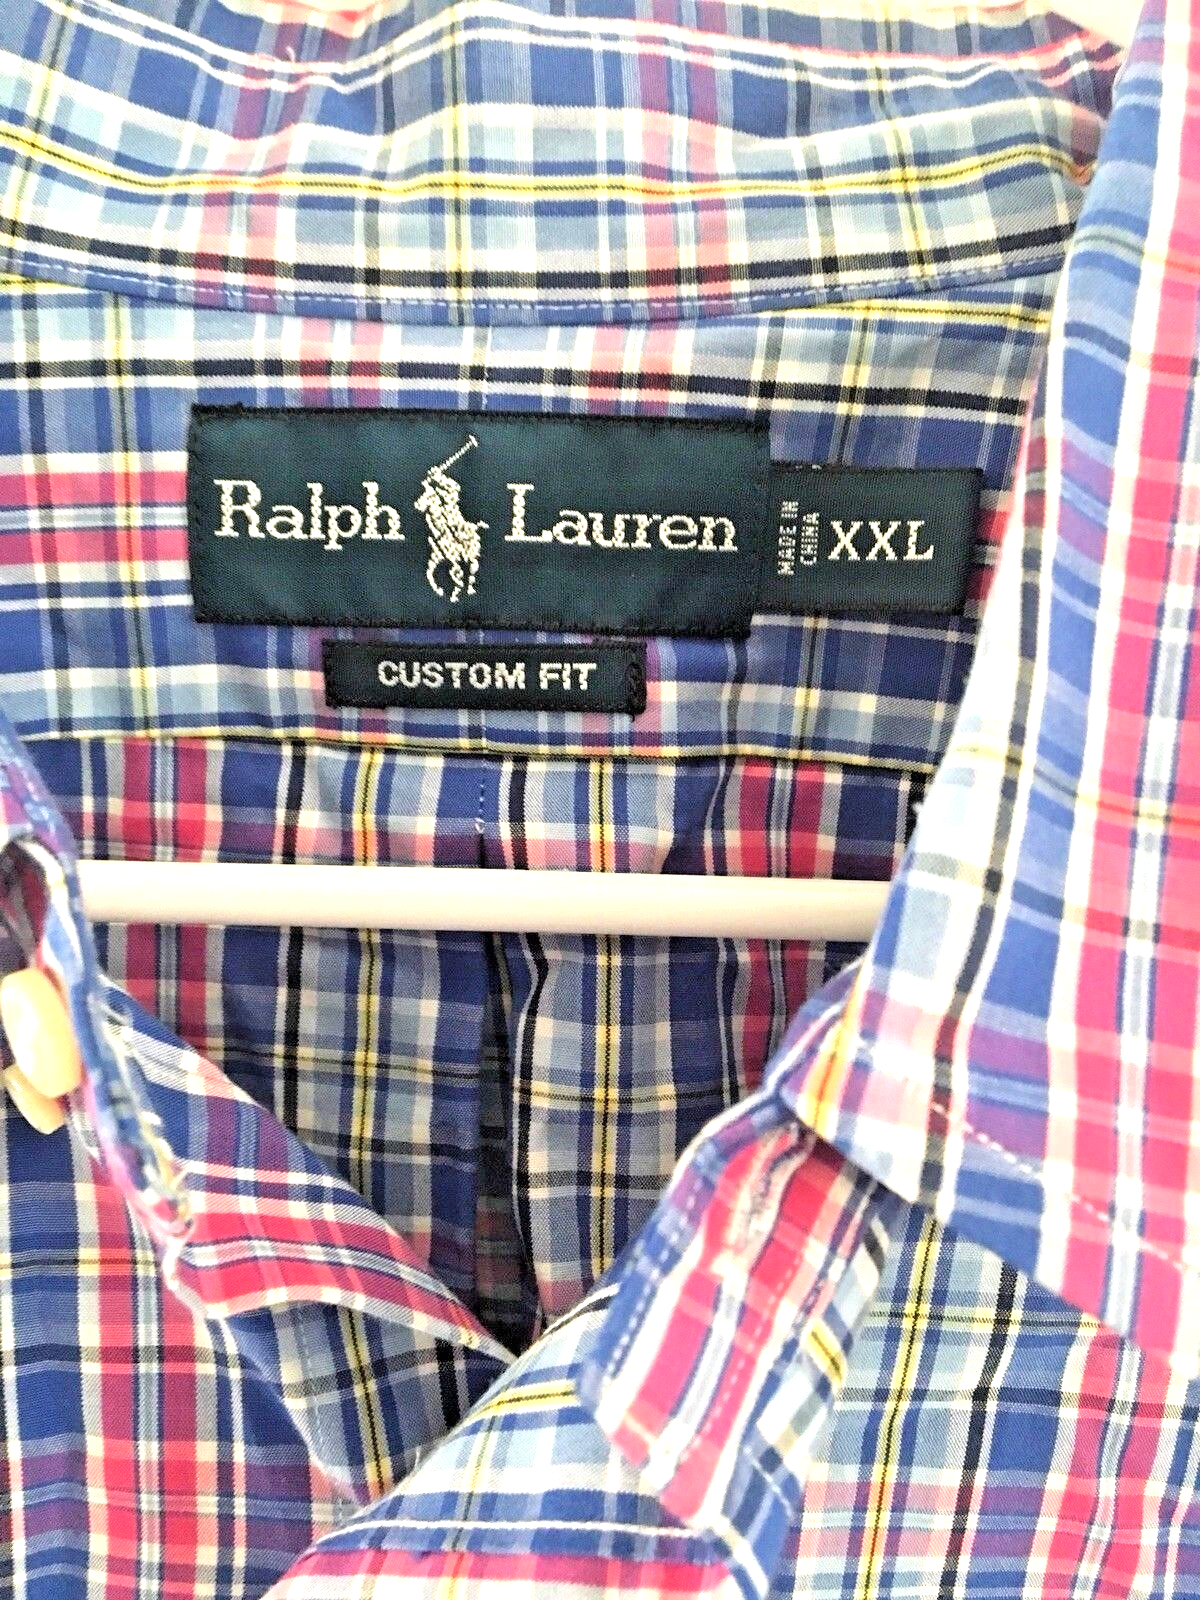 Ralph Lauren
MADE IN
CHINA
XXL
CUSTOM FIT